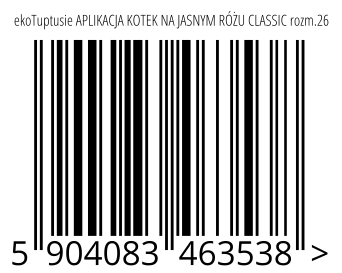 ekoTuptusie APLIKACJA KOTEK NA JASNYM RÓŻU CLASSIC rozm.26
5 904083 463538 >